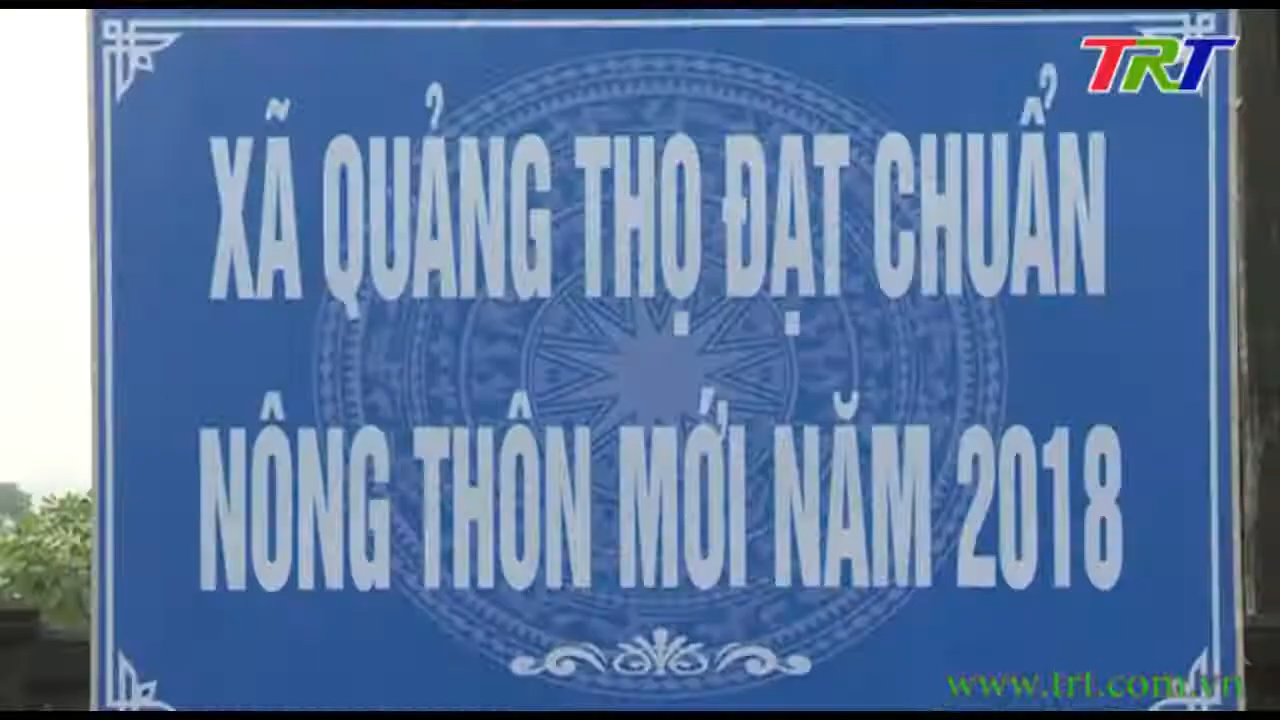 TRT
XÃ QUẢNG THỌ ĐẠT CHUẨN
NÔNG THÔN MỚI NĂM 2018
www.trt.com.vn